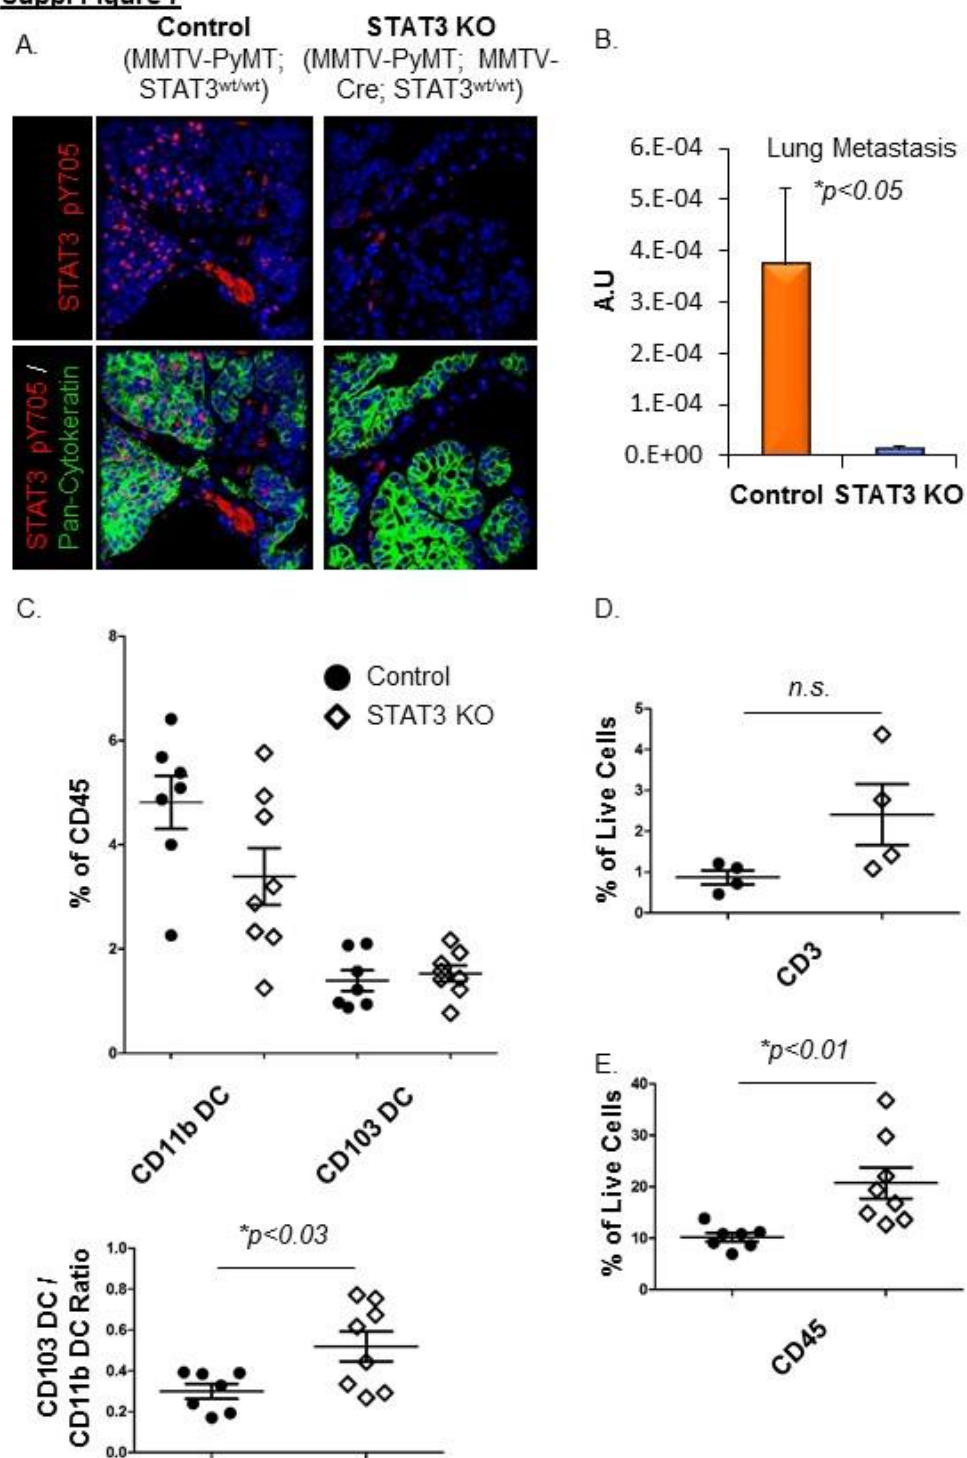 Suppl Figure 7
A.
Control
(MMTV-PyMT;
STAT3wt/wt)
STAT3 KO
(MMTV-PyMT; MMTV-
Cre; STAT3wt/wt)
STAT3 pY705
STAT3 pY705 /
Pan-Cytokeratin
B.
6.E-04
5.E-04
4.E-04
3.E-04
2.E-04
1.E-04
0.E+00
A.U
Lung Metastasis
*p<0.05
Control STAT3 KO
C.
8
6
4
2
0
% of CD45
Control
STAT3 KO
CD11b DC
CD103 DC
1.0
0.8
0.6
0.4
0.2
0.0
CD103 DC /
CD11b DC Ratio
*p<0.03
D.
n.s.
5
4
3
2
1
0
% of Live Cells
CD3
E.
*p<0.01
40
30
20
10
0
% of Live Cells
CD45